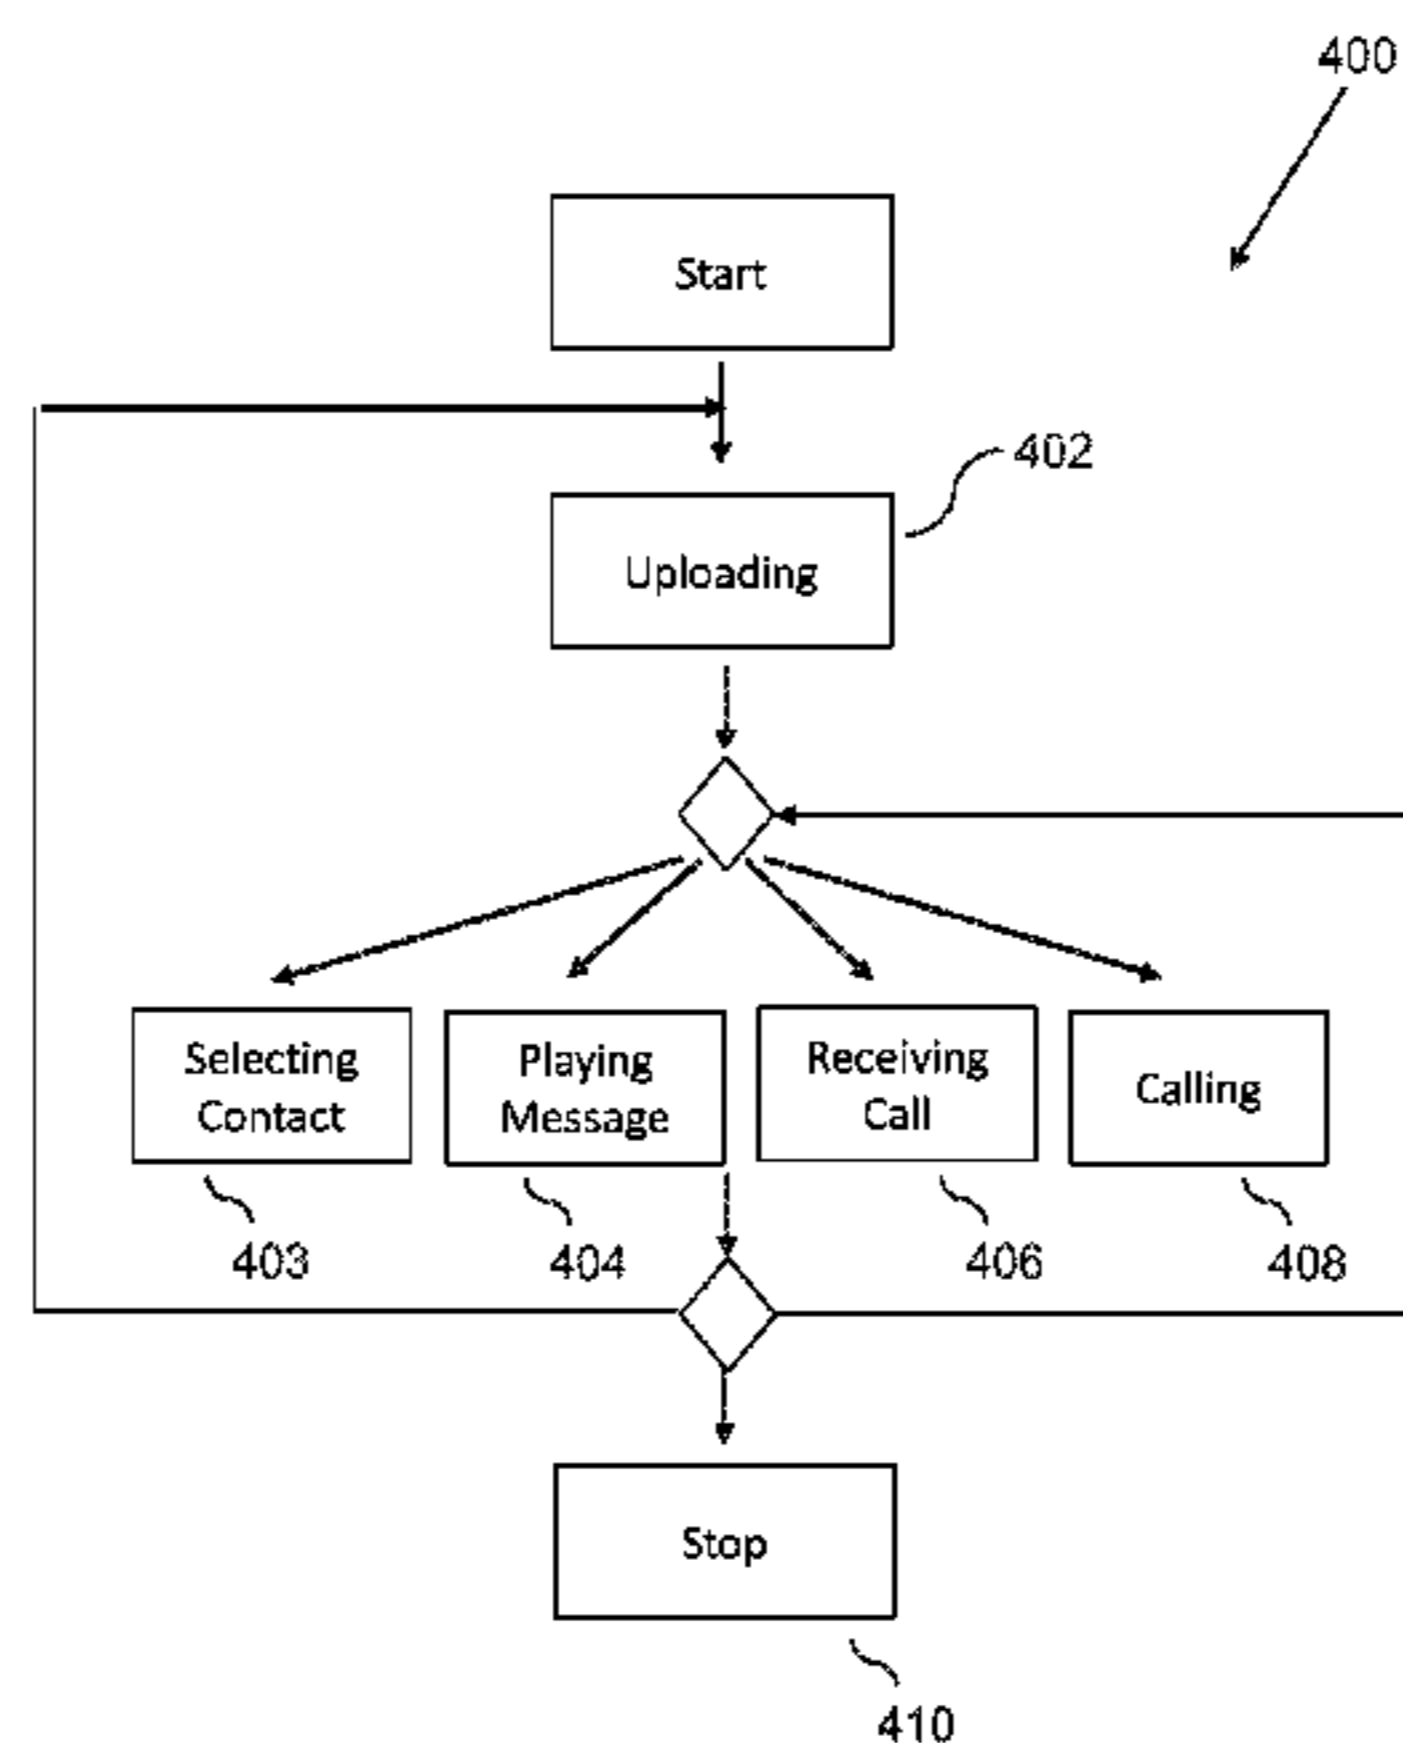 400
Start
402
Uploading
Selecting
Contact
Playing
Message
Receiving
Call
Calling
403
404
406
408
Stop
410